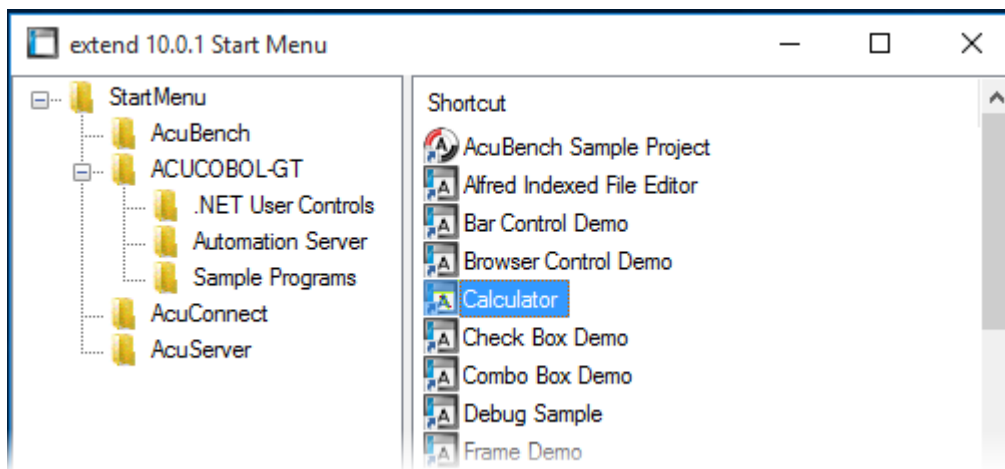 extend 10.0.1 Start Menu
StartMenu
AcuBench
ACUCOBOL-GT
.NET User Controls
Automation Server
Sample Programs
AcuConnect
AcuServer
Shortcut
AcuBench Sample Project
Alfred Indexed File Editor
Bar Control Demo
Browser Control Demo
Calculator
Check Box Demo
Combo Box Demo
Debug Sample
Frame Demo